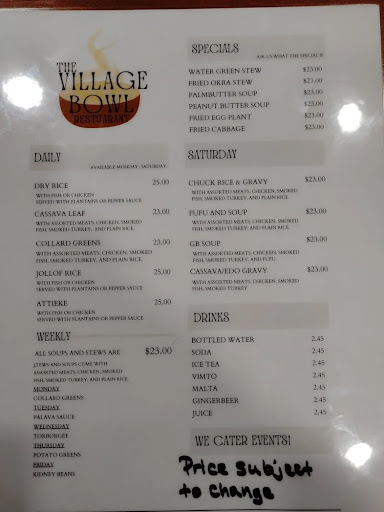 THE
VILLAGE
BOWL
RESTUARANT
DAILY
AVAILABLE MONDAY - SATURDAY
DRY RICE 25.00
WITH FISH OR CHICKEN
SERVED WITH PLANTAINS OR PEPPER SAUCE
CASSAVA LEAF 23.00
WITH ASSORTED MEATS, CHICKEN, SMOKED
FISH, SMOKED TURKEY, AND PLAIN RICE
COLLARD GREENS 23.00
WITH ASSORTED MEATS, CHICKEN, SMOKED
FISH, SMOKED TURKEY, AND PLAIN RICE.
JOLLOF RICE 25.00
WITH FISH OR CHICKEN
SERVED WITH PLANTAINS OR PEPPER SAUCE
ATTIEKE 25.00
WITH FISH OR CHICKEN
SERVED WITH PLANTAINS OR PEPPER SAUCE
WEEKLY
ALL SOUPS AND STEWS ARE $23.00
STEWS AND SOUPS COME WITH
ASSORTED MEATS, CHICKEN, SMOKED
FISH, SMOKED TURKEY, AND PLAIN RICE
MONDAY
COLLARD GREENS
TUESDAY
PALAVA SAUCE
WEDNESDAY
TORBORGEE
THURSDAY
POTATO GREENS
FRIDAY
KIDNEY BEANS
SPECIALS
ASK US WHAT THE SPECIAL IS
WATER GREEN STEW $23.00
FRIED OKRA STEW $23.00
PALMBUTTER SOUP $23.00
PEANUT BUTTER SOUP $23.00
FRIED EGG PLANT $23.00
FRIED CABBAGE $23.00
SATURDAY
CHUCK RICE & GRAVY $23.00
WITH ASSORTED MEATS, CHICKEN, SMOKED
FISH, SMOKED TURKEY, AND PLAIN RICE.
FUFU AND SOUP $23.00
WITH ASSORTED MEATS, CHICKEN, SMOKED
FISH, SMOKED TURKEY, AND PLAIN RICE.
GB SOUP $23.00
WITH ASSORTED MEATS, CHICKEN, SMOKED
FISH, SMOKED TURKEY, AND FUFU.
CASSAVA/EDO GRAVY $23.00
WITH ASSORTED MEATS, CHICKEN, SMOKED
FISH, SMOKED TURKEY
DRINKS
BOTTLED WATER 2.45
SODA 2.45
ICE TEA 2.45
VIMTO 2.45
MALTA 2.45
GINGERBEER 2.45
JUICE 2.45
WE CATER EVENTS!
Price subject
to change